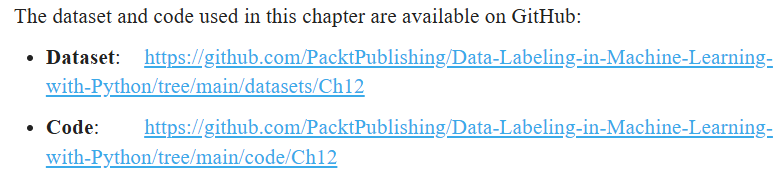 The dataset and code used in this chapter are available on GitHub:
• Dataset: https://github.com/PacktPublishing/Data-Labeling-in-Machine-Learning-
with-Python/tree/main/datasets/Ch12
• Code: https://github.com/PacktPublishing/Data-Labeling-in-Machine-Learning-
with-Python/tree/main/code/Ch12